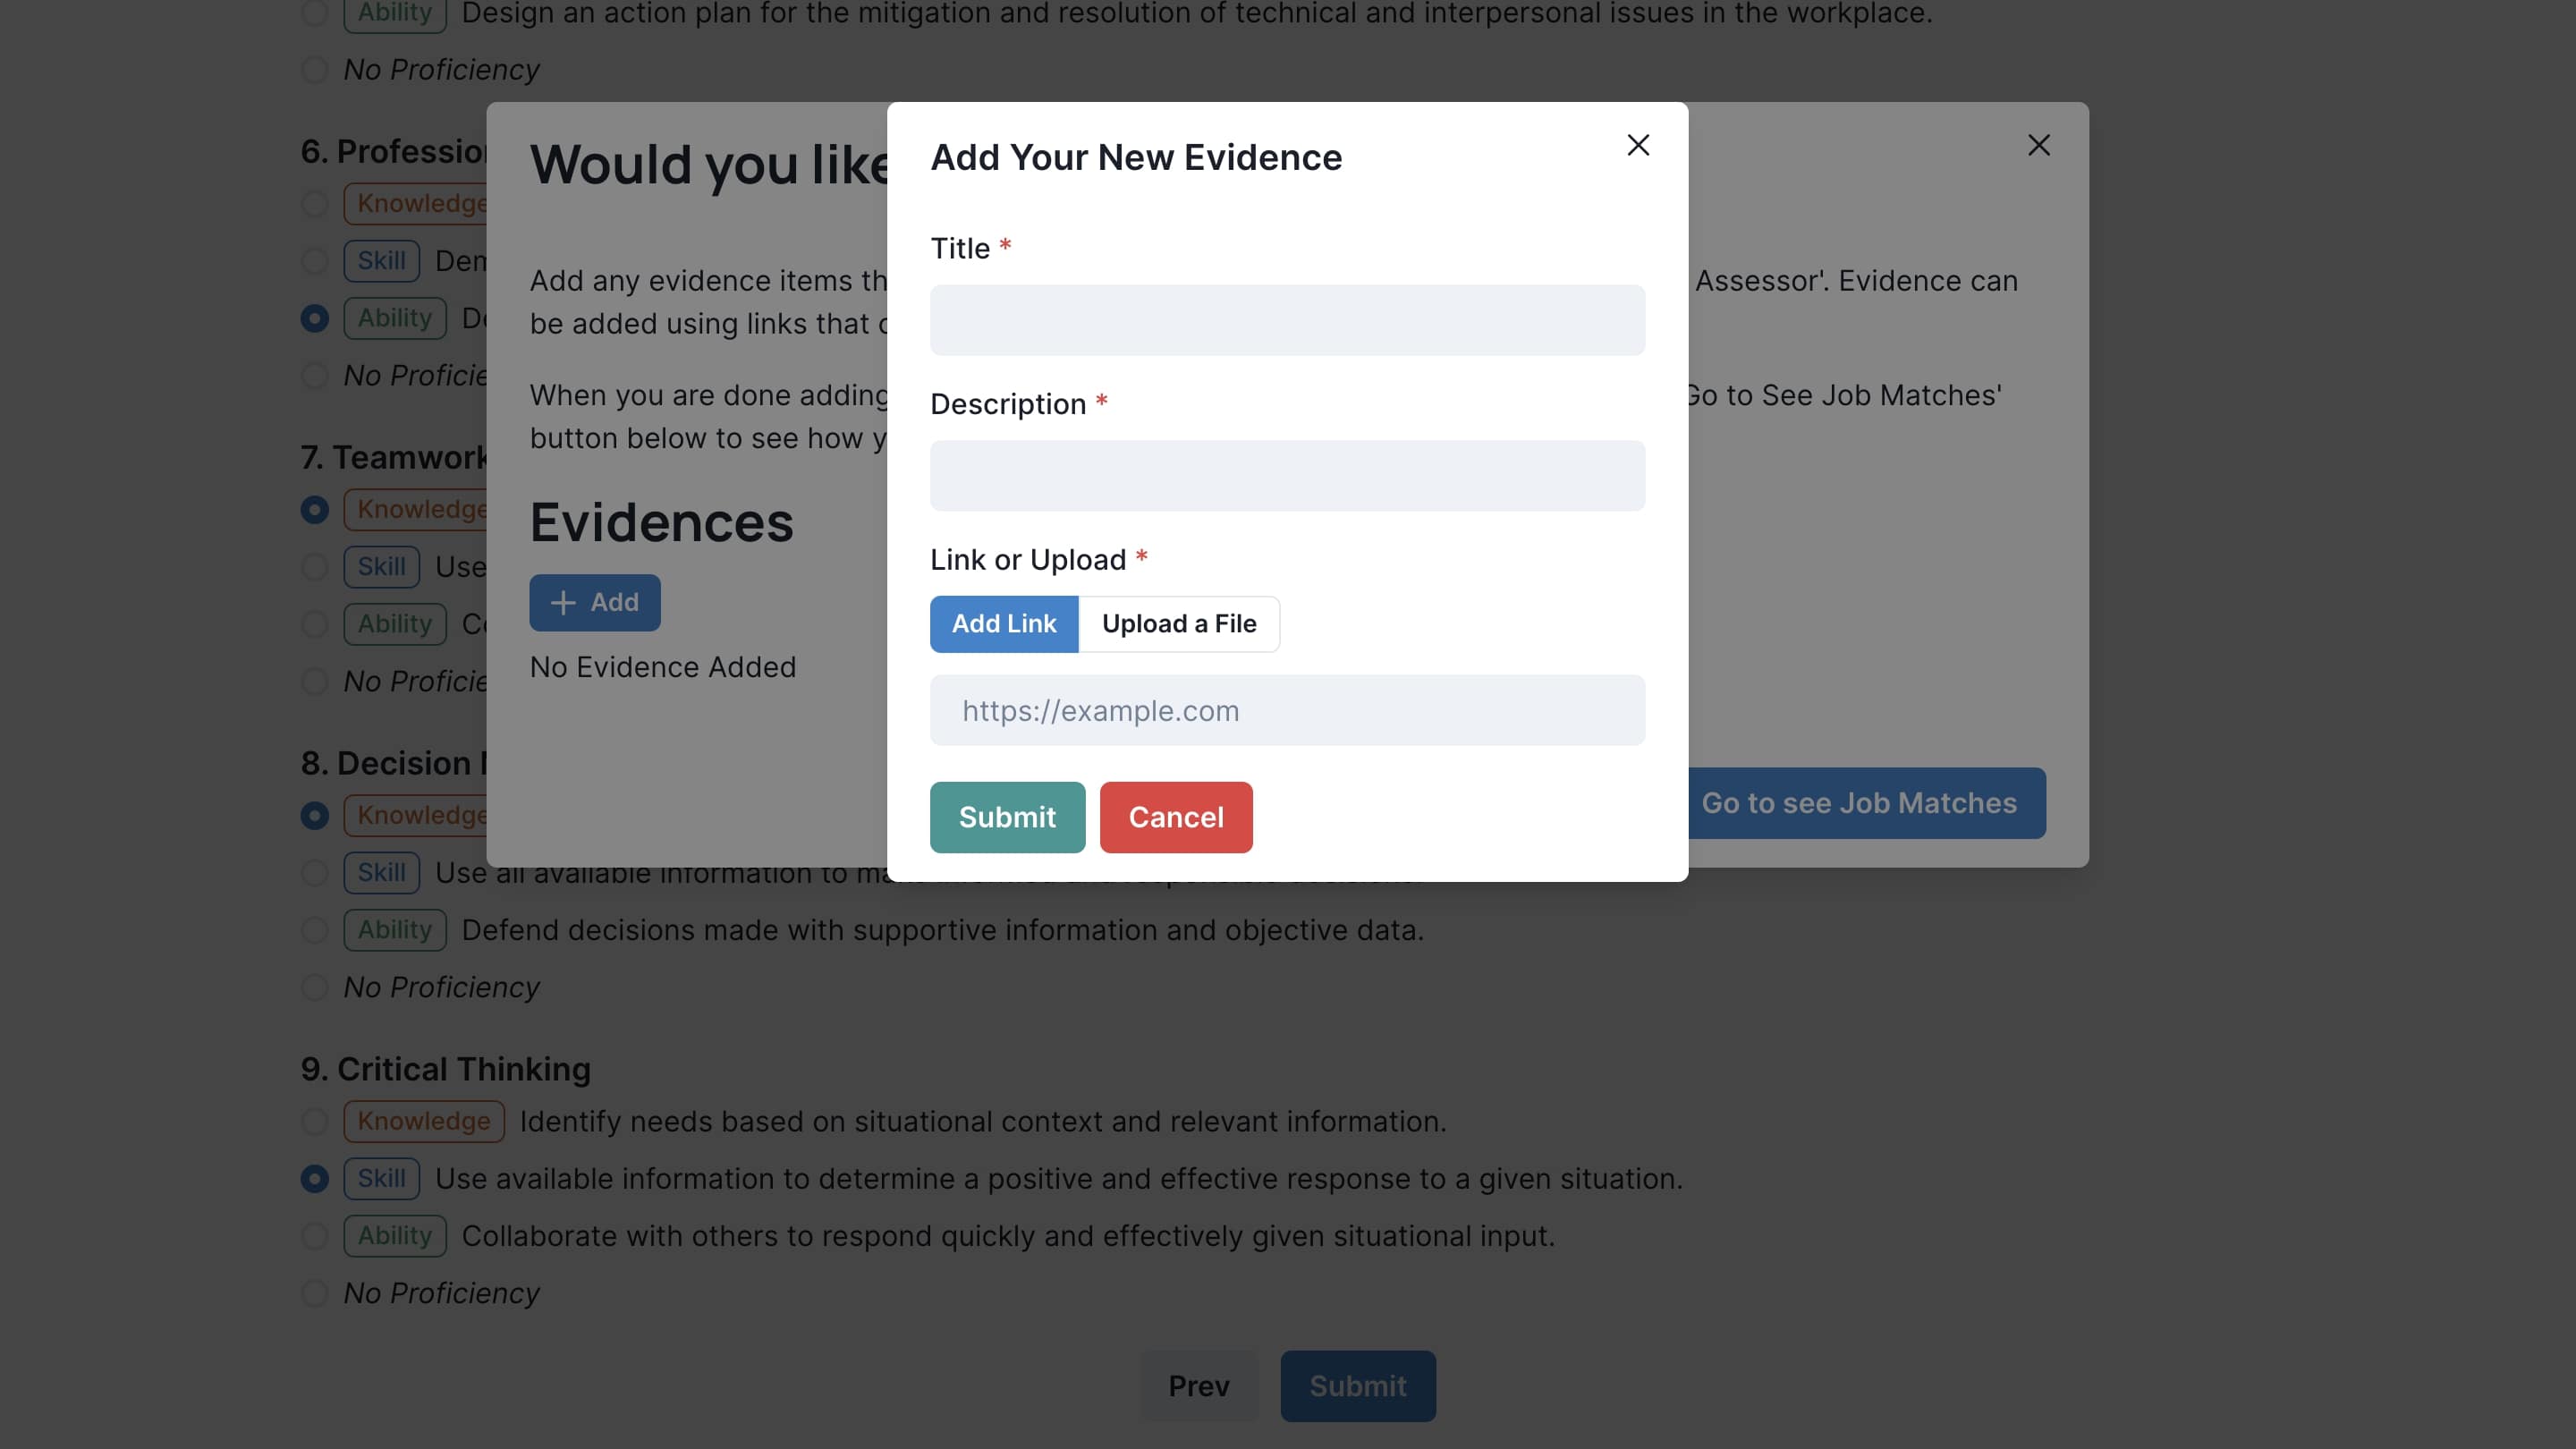 Ability Design an action plan for the mitigation and resolution of technical and interpersonal issues in the workplace.
No Proficiency
6. Profession
Knowledge
Skill Dem
Ability
No Proficie
7. Teamwork
Knowledge
Skill Use
Ability
No Proficie
8. Decision
Knowledge
Skill Use all available information to
Ability Defend decisions made with supportive information and objective data.
No Proficiency
9. Critical Thinking
Knowledge Identify needs based on situational context and relevant information.
Skill Use available information to determine a positive and effective response to a given situation.
Ability Collaborate with others to respond quickly and effectively given situational input.
No Proficiency
Prev Submit
Would you like
Add any evidence items th
Assessor'. Evidence can
be added using links that
When you are done adding
Go to See Job Matches'
button below to see how y
Evidences
+ Add
No Evidence Added
Go to see Job Matches
Add Your New Evidence
Title *
Description *
Link or Upload *
Add Link Upload a File
https://example.com
Submit Cancel